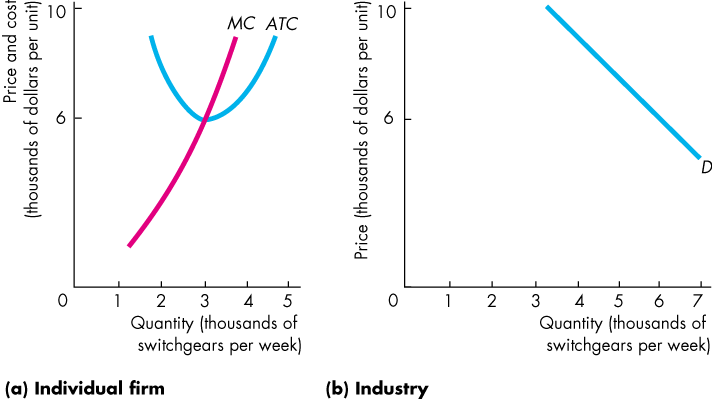 Price and cost
(thousands of dollars per unit)
10
6
0
MC
ATC
1 2 3 4 5
Quantity (thousands of
switchgears per week)
(a) Individual firm
Price (thousands of dollars per unit)
10
6
0
D
1 2 3 4 5 6 7
Quantity (thousands of
switchgears per week)
(b) Industry